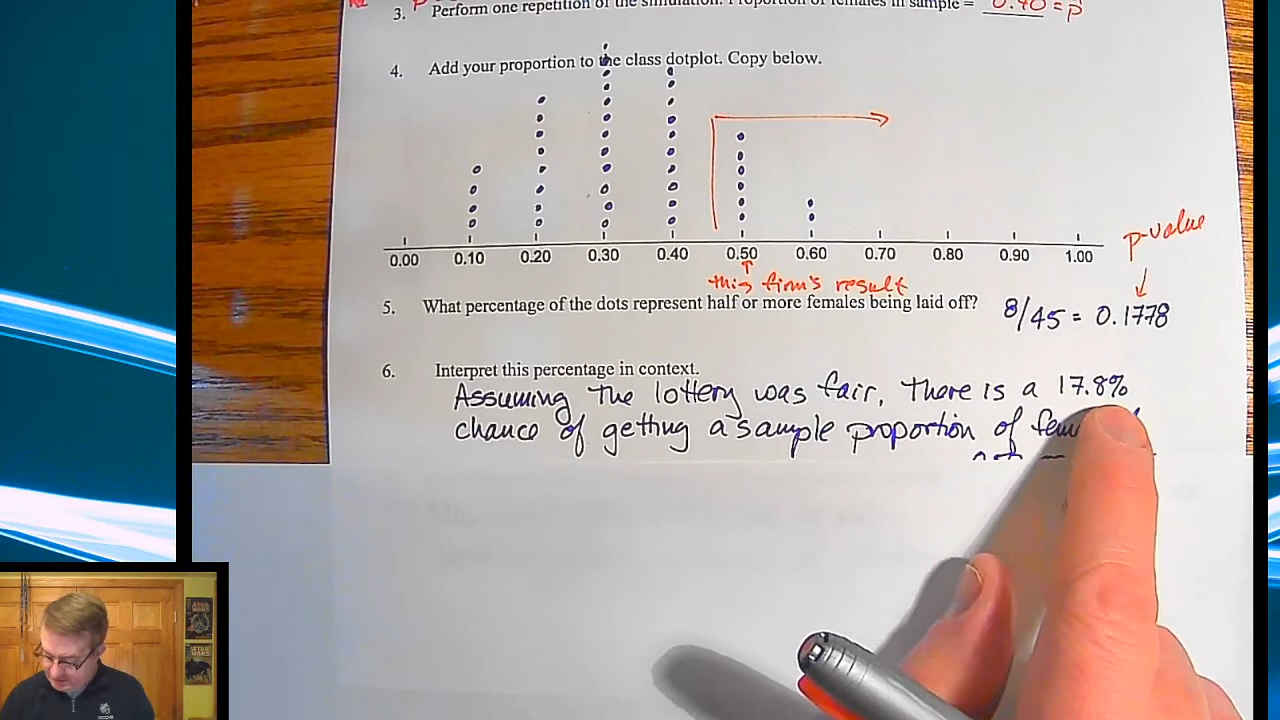 3. Perform one repetition of the simulation. Proportion of females in sample = 0.40 = p̂
4. Add your proportion to the class dotplot. Copy below.
0.00 0.10 0.20 0.30 0.40 0.50 0.60 0.70 0.80 0.90 1.00
p-value
this firm's result
5. What percentage of the dots represent half or more females being laid off? 8/45 = 0.1778
6. Interpret this percentage in context.
Assuming the lottery was fair, there is a 17.8%
chance of getting a sample proportion of
STAR WARS
STAR WARS